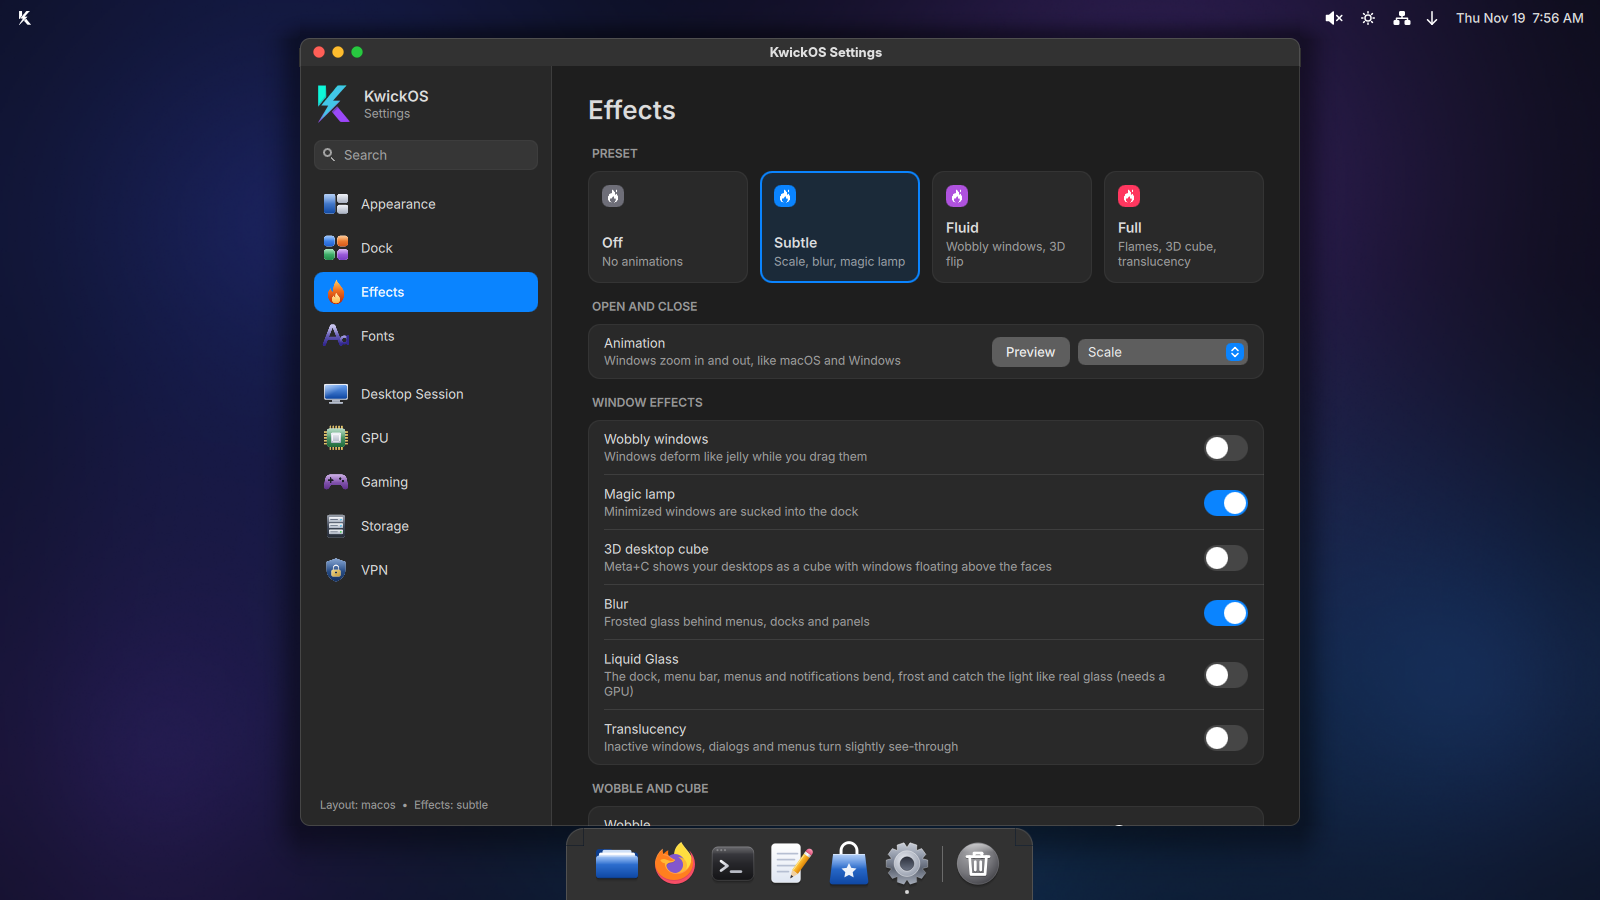 Thu Nov 19 7:56 AM
KwickOS Settings
KwickOS
Settings
Search
Appearance
Dock
Effects
Fonts
Desktop Session
GPU
Gaming
Storage
VPN
Layout: macos • Effects: subtle
Effects
PRESET
Off
No animations
Subtle
Scale, blur, magic lamp
Fluid
Wobbly windows, 3D
flip
Full
Flames, 3D cube,
translucency
OPEN AND CLOSE
Animation
Windows zoom in and out, like macOS and Windows
Preview
Scale
WINDOW EFFECTS
Wobbly windows
Windows deform like jelly while you drag them
Magic lamp
Minimized windows are sucked into the dock
3D desktop cube
Meta+C shows your desktops as a cube with windows floating above the faces
Blur
Frosted glass behind menus, docks and panels
Liquid Glass
The dock, menu bar, menus and notifications bend, frost and catch the light like real glass (needs a
GPU)
Translucency
Inactive windows, dialogs and menus turn slightly see-through
WOBBLE AND CUBE
Wobble